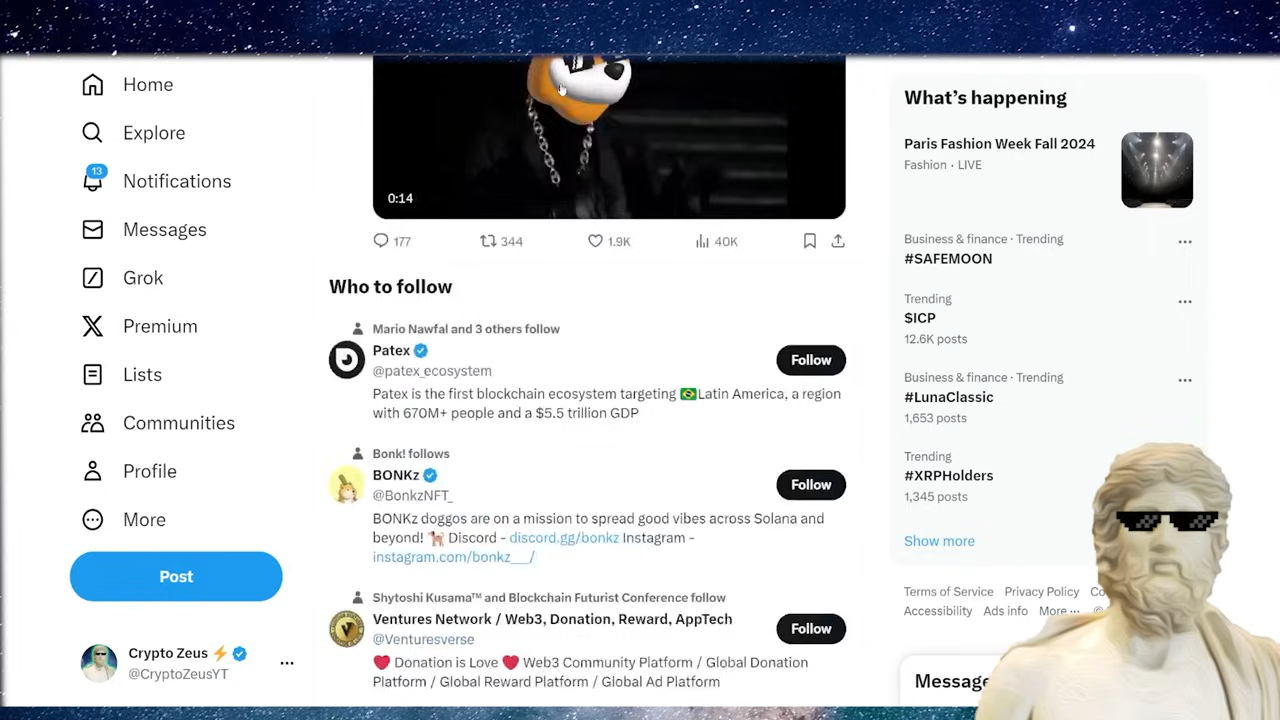 Home
Explore
13
Notifications
Messages
Grok
Premium
Lists
Communities
Profile
More
Post
Crypto Zeus
@CryptoZeusYT
0:14
177 344 1.9K 40K
Who to follow
Mario Nawfal and 3 others follow
Patex
@patex_ecosystem
Follow
Patex is the first blockchain ecosystem targeting 🇧🇷Latin America, a region
with 670M+ people and a $5.5 trillion GDP
Bonk! follows
BONKz
@BonkzNFT_
Follow
BONKz doggos are on a mission to spread good vibes across Solana and
beyond! 🐕 Discord - discord.gg/bonkz Instagram -
instagram.com/bonkz___/
Shytoshi Kusama™ and Blockchain Futurist Conference follow
Ventures Network / Web3, Donation, Reward, AppTech
@Venturesverse
Follow
❤️ Donation is Love ❤️ Web3 Community Platform / Global Donation
Platform / Global Reward Platform / Global Ad Platform
What's happening
Paris Fashion Week Fall 2024
Fashion · LIVE
Business & finance · Trending
#SAFEMOON
Trending
$ICP
12.6K posts
Business & finance · Trending
#LunaClassic
1,653 posts
Trending
#XRPHolders
1,345 posts
Show more
Terms of Service Privacy Policy
Accessibility Ads info More ···